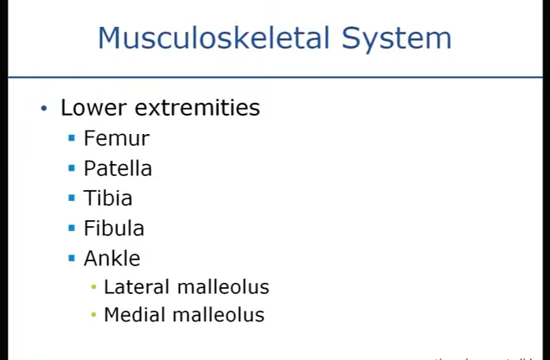 Musculoskeletal System
• Lower extremities
▪ Femur
▪ Patella
▪ Tibia
▪ Fibula
▪ Ankle
• Lateral malleolus
• Medial malleolus